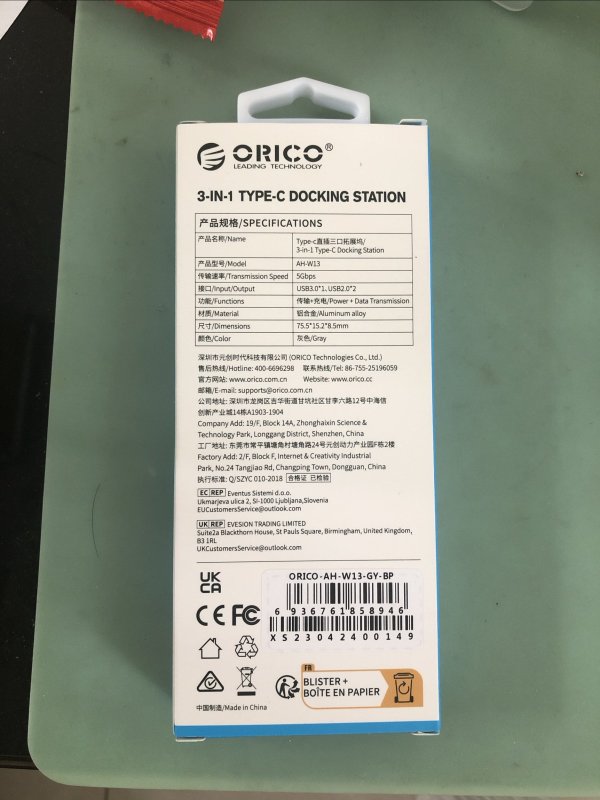 ORICO®
LEADING TECHNOLOGY
3-IN-1 TYPE-C DOCKING STATION
产品规格/SPECIFICATIONS
产品名称/Name Type-c直插三口拓展坞/
3-in-1 Type-C Docking Station
产品型号/Model AH-W13
传输速率/Transmission Speed 5Gbps
接口/Input/Output USB3.0*1、USB2.0*2
功能/Functions 传输+充电/Power + Data Transmission
材质/Material 铝合金/Aluminum alloy
尺寸/Dimensions 75.5*15.2*8.5mm
颜色/Color 灰色/Gray
深圳市元创时代科技有限公司 (ORICO Technologies Co., Ltd.)
售后热线/Hotline: 400-6696298 联系热线/Tel: 86-755-25196059
官方网站: www.orico.com.cn Website: www.orico.cc
邮箱/E-mail: supports@orico.com.cn
公司地址: 深圳市龙岗区吉华街道甘坑社区甘李六路12号中海信
创新产业城14栋A1903-1904
Company Add: 19/F, Block 14A, Zhonghaixin Science &
Technology Park, Longgang District, Shenzhen, China
工厂地址: 东莞市常平镇塘角村塘角路24号元创动力产业园F栋2楼
Factory Add: 2/F, Block F, Internet & Creativity Industrial
Park, No.24 Tangjiao Rd, Changping Town, Dongguan, China
执行标准: Q/SZYC 010-2018 合格证 已检验
EC REP Eventus Sistemi d.o.o.
Ukmarjeva ulica 2, SI-1000 Ljubljana,Slovenia
EUCustomersService@outlook.com
UK REP EVESION TRADING LIMITED
Suite2a Blackthorn House, St Pauls Square, Birmingham, United Kingdom,
B3 1RL
UKCustomersService@outlook.com
UK
CA
CE FC
ORICO-AH-W13-GY-BP
6 936761 858946
XS23042400149
FR
BLISTER +
BOÎTE EN PAPIER
中国制造/Made in China